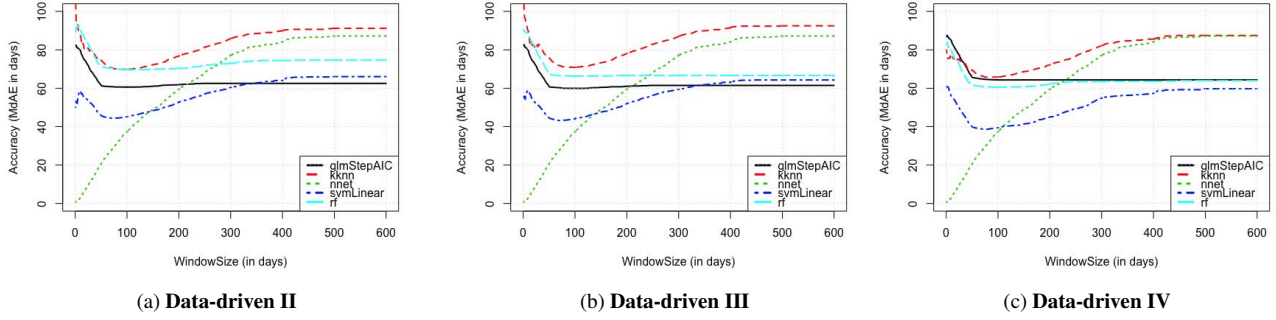 Accuracy (MdAE in days)
0 20 40 60 80 100
0 100 200 300 400 500 600
WindowSize (in days)
glmStepAIC
kknn
nnet
svmLinear
rf
(a) Data-driven II
Accuracy (MdAE in days)
0 20 40 60 80 100
0 100 200 300 400 500 600
WindowSize (in days)
glmStepAIC
kknn
nnet
svmLinear
rf
(b) Data-driven III
Accuracy (MdAE in days)
0 20 40 60 80 100
0 100 200 300 400 500 600
WindowSize (in days)
glmStepAIC
kknn
nnet
svmLinear
rf
(c) Data-driven IV